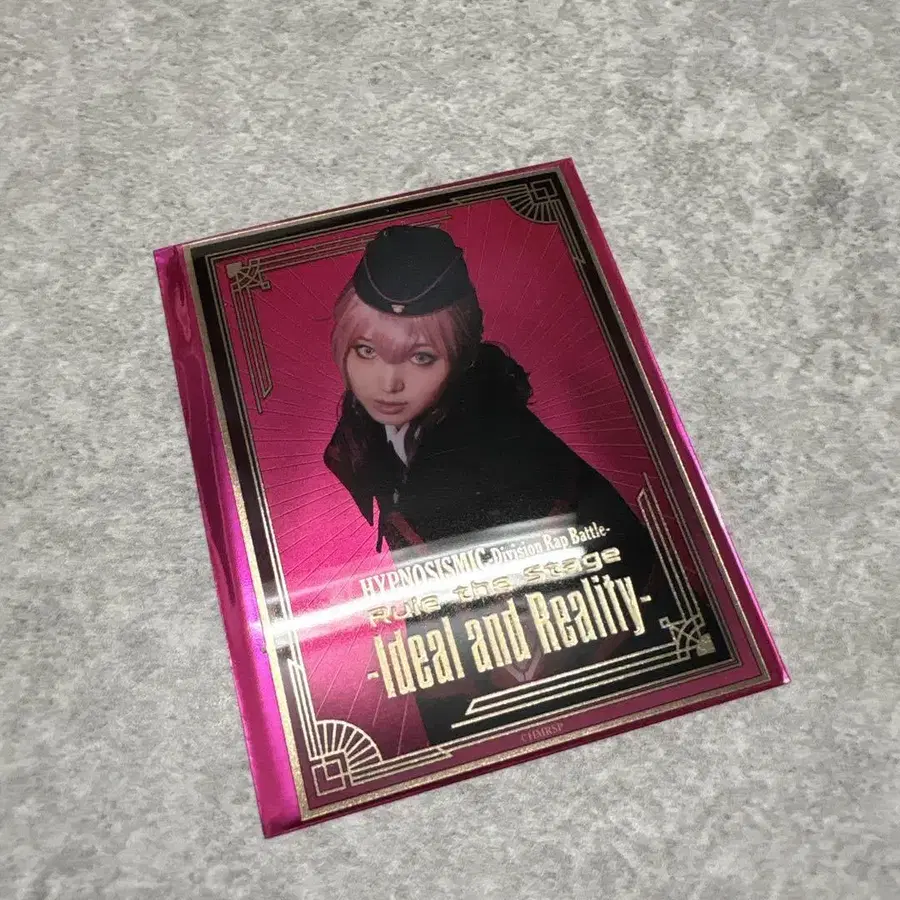 HYPNOSISMIC -Division Rap Battle-
Rule the Stage
-Ideal and Reality-
©HMRSP